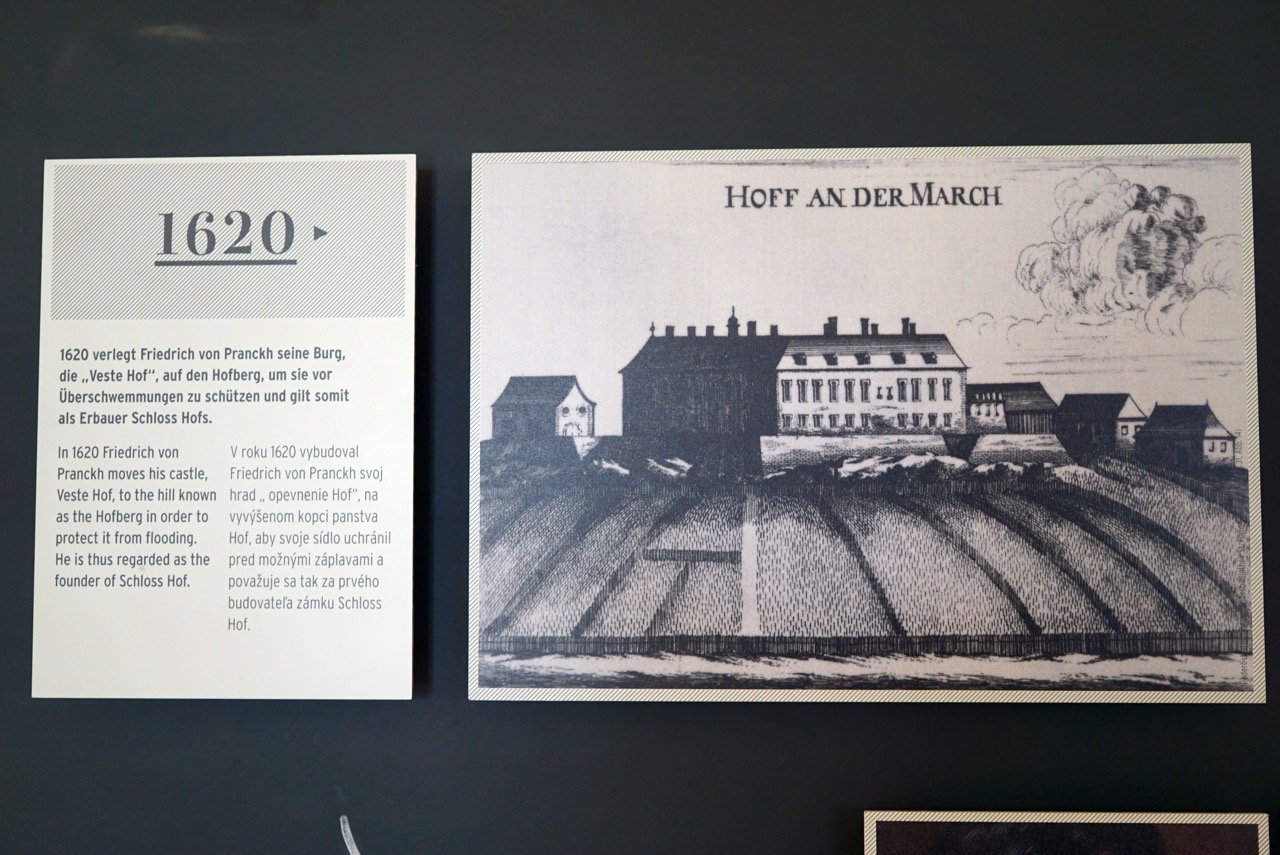 1620 ▸
1620 verlegt Friedrich von Pranckh seine Burg,
die „Veste Hof“, auf den Hofberg, um sie vor
Überschwemmungen zu schützen und gilt somit
als Erbauer Schloss Hofs.
In 1620 Friedrich von
Pranckh moves his castle,
Veste Hof, to the hill known
as the Hofberg in order to
protect it from flooding.
He is thus regarded as the
founder of Schloss Hof.
V roku 1620 vybudoval
Friedrich von Pranckh svoj
hrad „ opevnenie Hof“, na
vyvýšenom kopci panstva
Hof, aby svoje sídlo uchránil
pred možnými záplavami a
považuje sa tak za prvého
budovateľa zámku Schloss
Hof.
HOFF AN DER MARCH